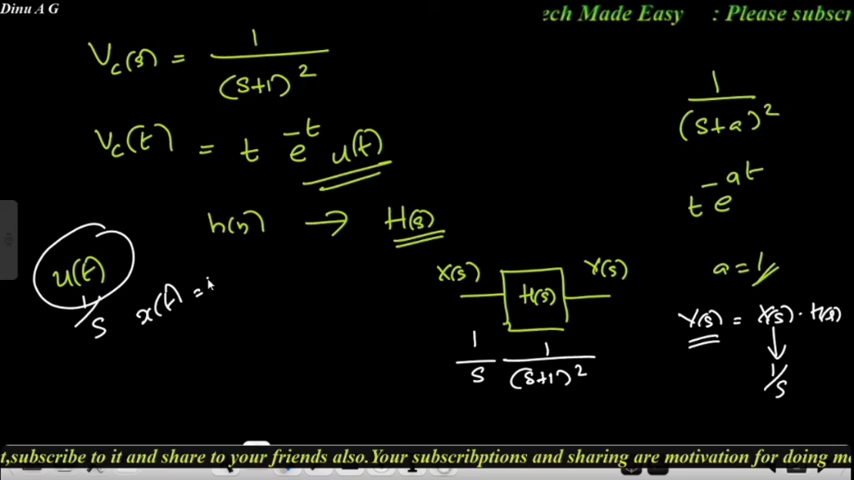 Dinu A G
ech Made Easy : Please subscr
Vc(s) = 1/(s+1)²
1/(s+a)²
Vc(t) = t e^-t u(t)
t e^-at
h(n) → H(s)
u(t)
1/s
x(t) =
X(s) H(s) Y(s)
1/s 1/(s+1)²
a = 1
Y(s) = X(s) · H(s)
1/s
t,subscribe to it and share to your friends also.Your subscribptions and sharing are motivation for doing mo